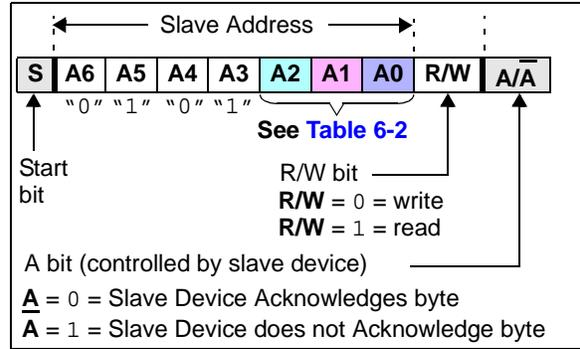 Slave Address
S A6 A5 A4 A3 A2 A1 A0 R/W A/A̅
“0” “1” “0” “1”
See Table 6-2
Start
bit
R/W bit
R/W = 0 = write
R/W = 1 = read
A bit (controlled by slave device)
A = 0 = Slave Device Acknowledges byte
A̅ = 1 = Slave Device does not Acknowledge byte